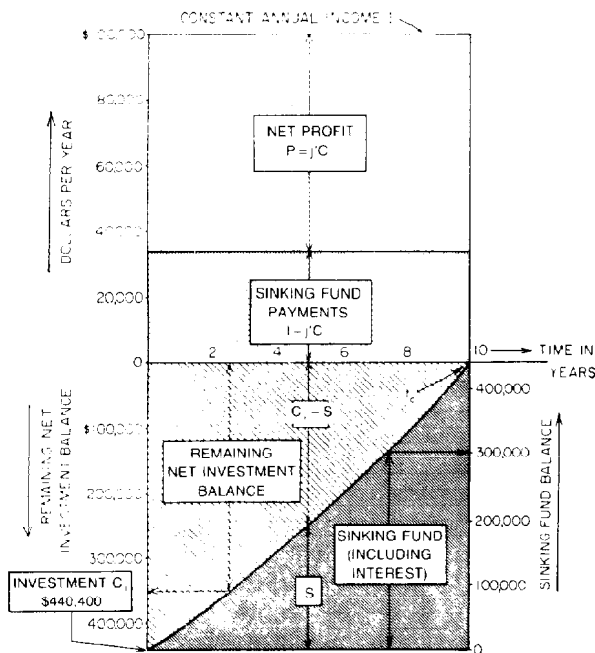 CONSTANT ANNUAL INCOME I
80,000
60,000
40,000
20,000
0
DOLLARS PER YEAR
NET PROFIT
P = j'C
SINKING FUND
PAYMENTS
I - j'C
2 4 6 8 10
TIME IN
YEARS
REMAINING NET
INVESTMENT BALANCE
$100,000
200,000
300,000
400,000
C - S
REMAINING
NET INVESTMENT
BALANCE
SINKING FUND
(INCLUDING
INTEREST)
S
INVESTMENT C
$440,400
400,000
300,000
200,000
100,000
0
SINKING FUND BALANCE